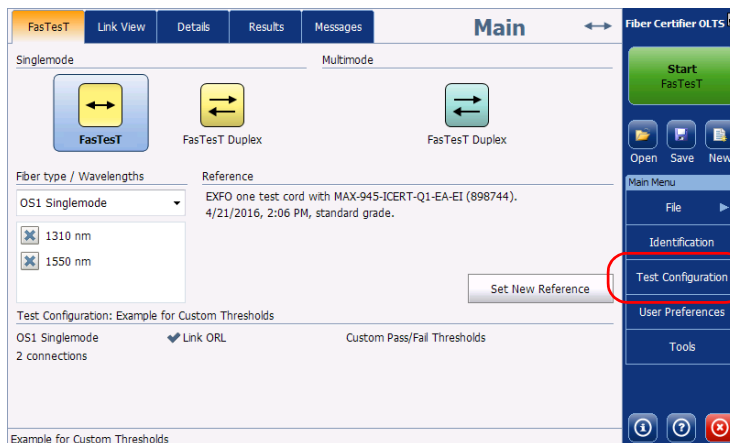 FasTesT
Link View
Details
Results
Messages
Main
Fiber Certifier OLTS
Singlemode
Multimode
FasTesT
FasTesT Duplex
FasTesT Duplex
Fiber type / Wavelengths
OS1 Singlemode
1310 nm
1550 nm
Reference
EXFO one test cord with MAX-945-ICERT-Q1-EA-EI (898744).
4/21/2016, 2:06 PM, standard grade.
Set New Reference
Test Configuration: Example for Custom Thresholds
OS1 Singlemode
Link ORL
Custom Pass/Fail Thresholds
2 connections
Example for Custom Thresholds
Start
FasTesT
Open
Save
New
Main Menu
File
Identification
Test Configuration
User Preferences
Tools